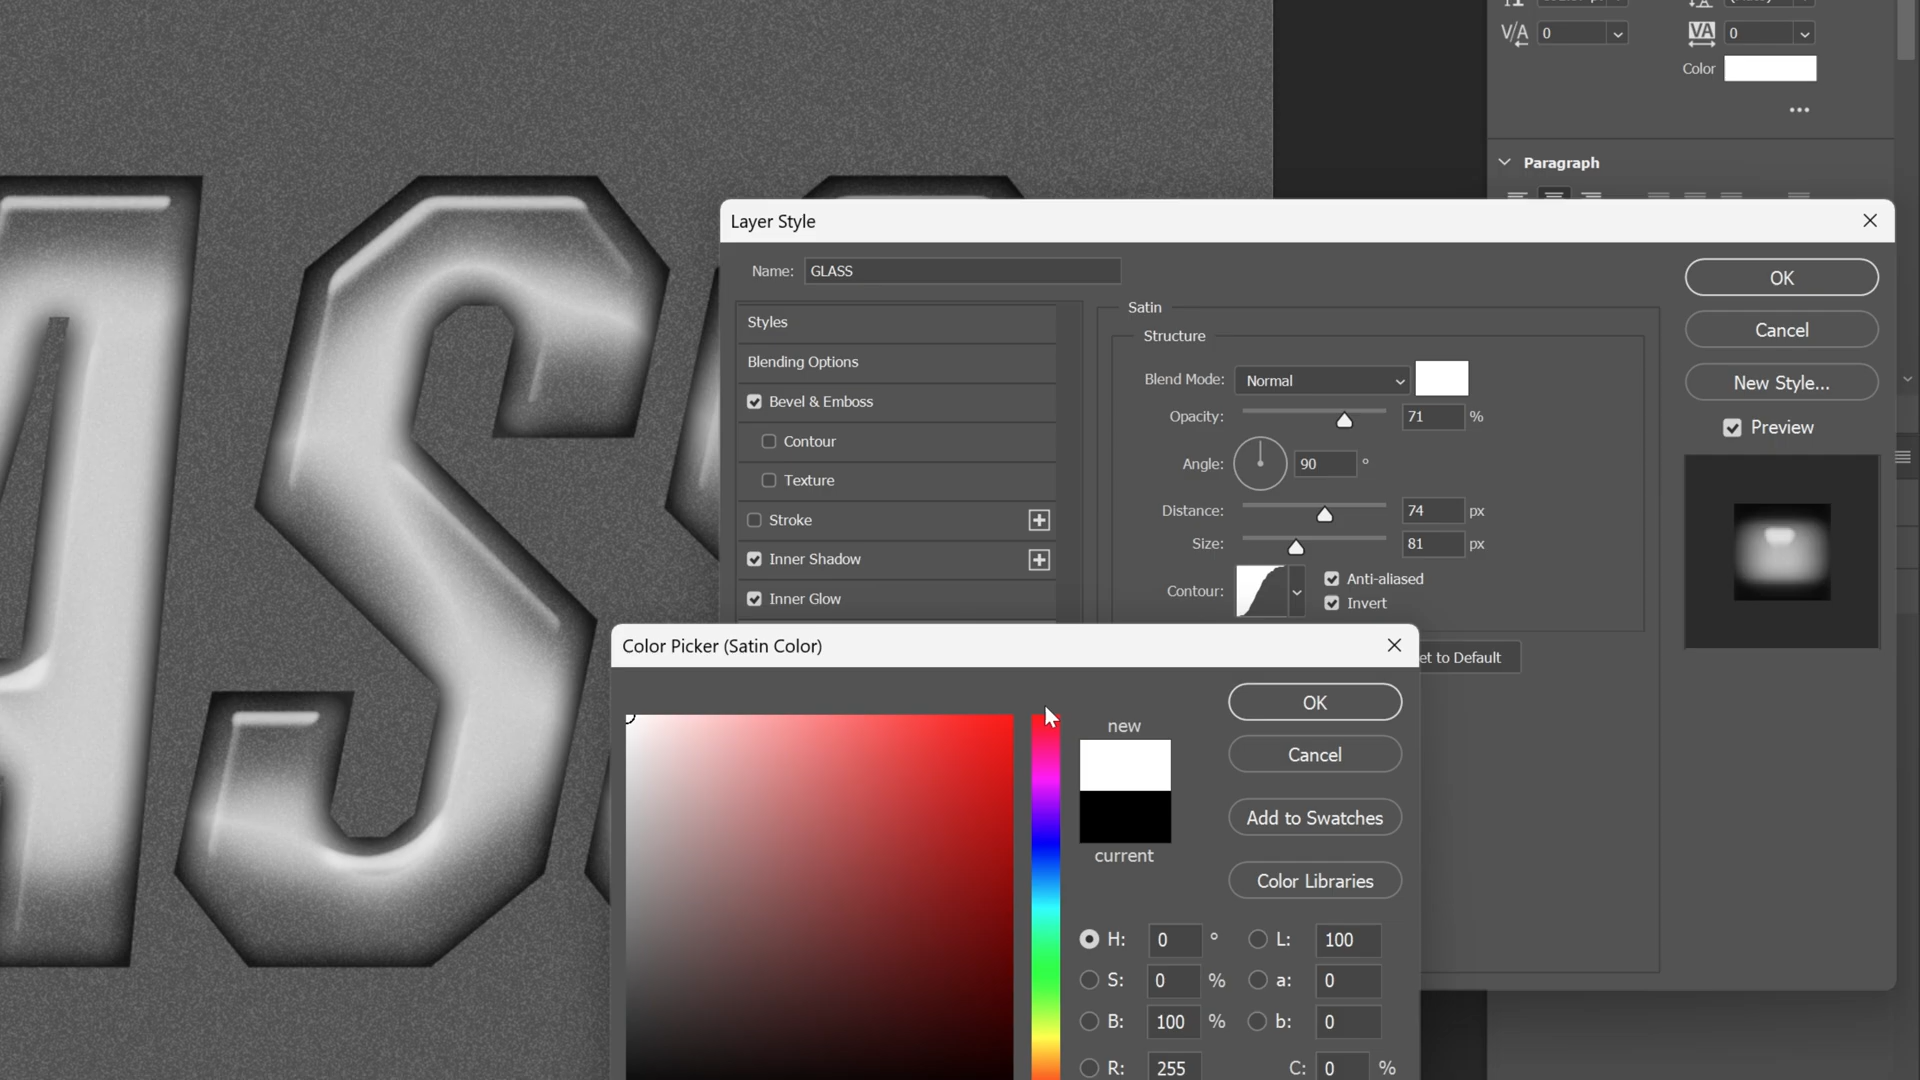 V/A 0 VA 0
Color
Paragraph
Layer Style
Name: GLASS
OK
Cancel
New Style...
Preview
Styles
Blending Options
Bevel & Emboss
Contour
Texture
Stroke
Inner Shadow
Inner Glow
Satin
Structure
Blend Mode: Normal
Opacity: 71 %
Angle: 90 °
Distance: 74 px
Size: 81 px
Contour: Anti-aliased
Invert
et to Default
Color Picker (Satin Color)
new
current
OK
Cancel
Add to Swatches
Color Libraries
H: 0 ° L: 100
S: 0 % a: 0
B: 100 % b: 0
R: 255 C: 0 %
S